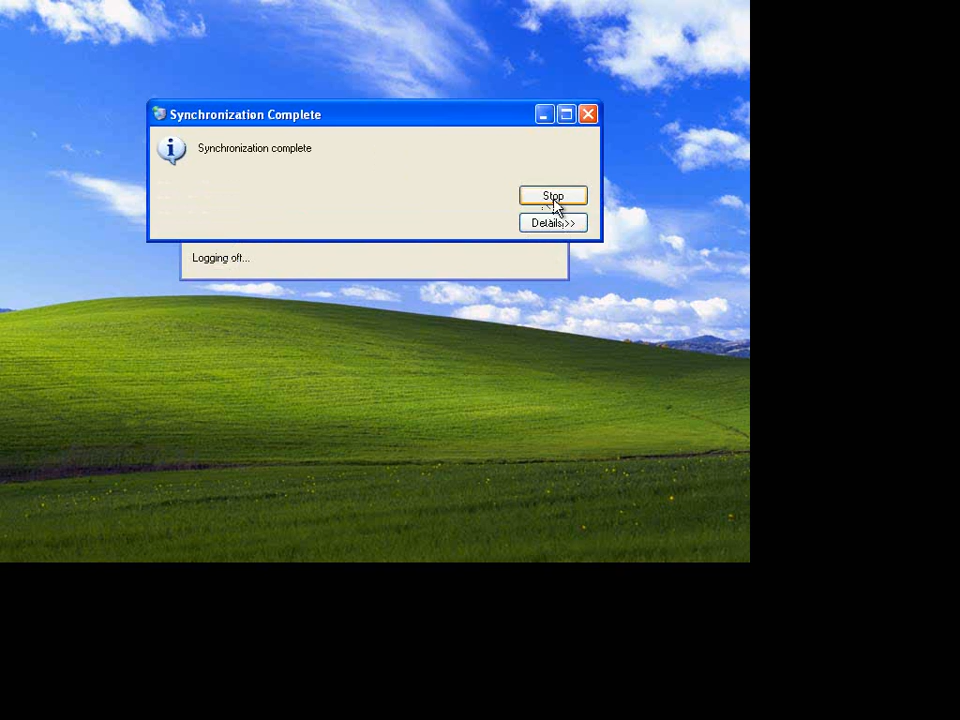 Synchronization Complete
Synchronization complete
Stop
Details>>
Logging off...